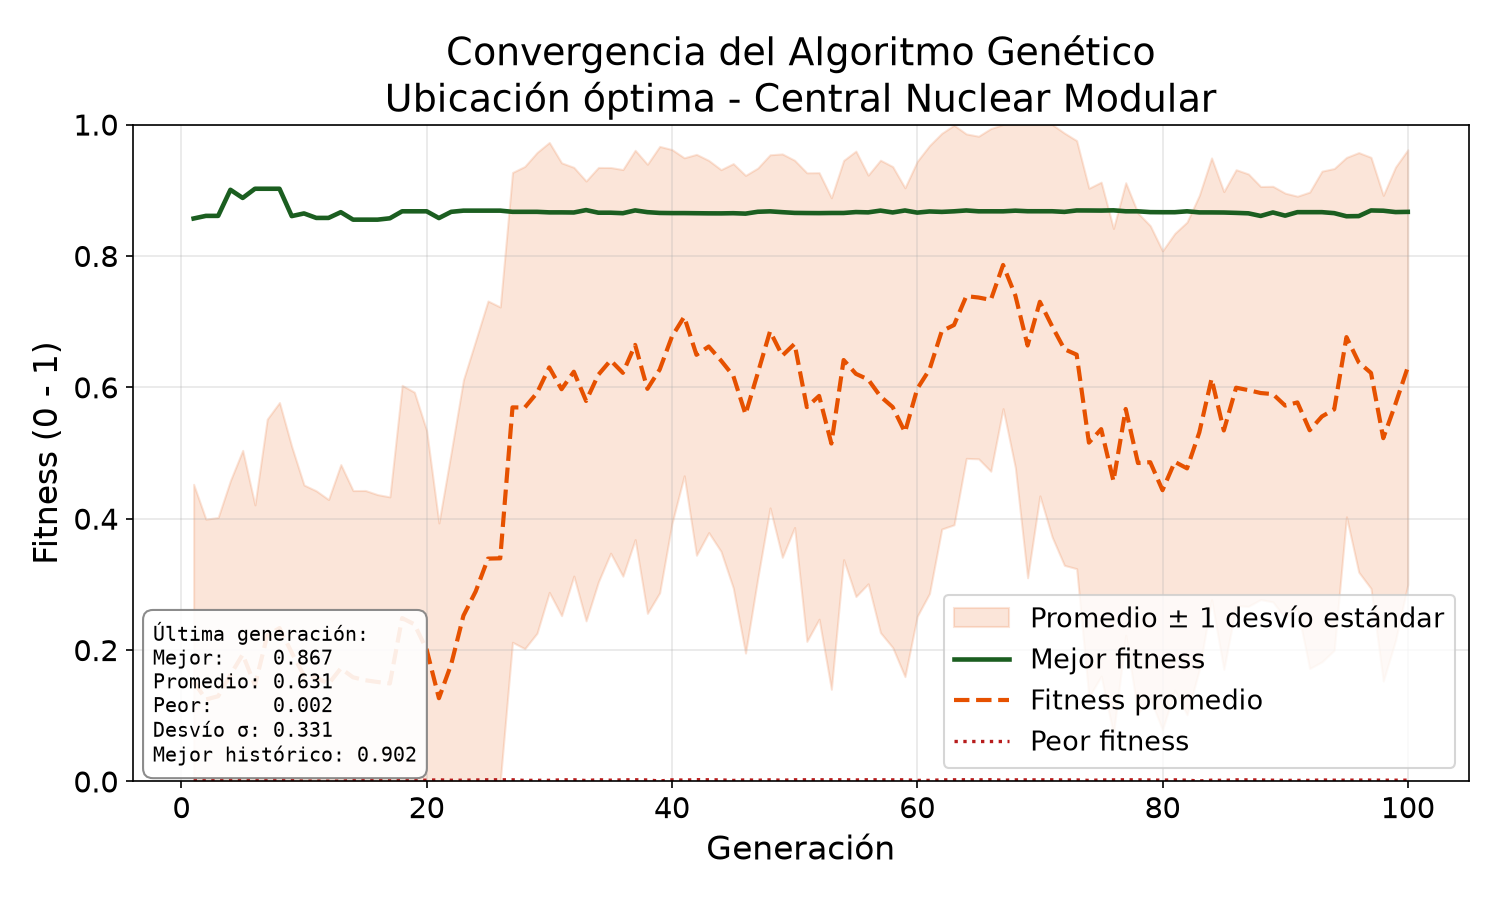 Convergencia del Algoritmo Genético
Ubicación óptima - Central Nuclear Modular
Fitness (0 - 1)
1.0
0.8
0.6
0.4
0.2
0.0
Última generación:
Mejor: 0.867
Promedio: 0.631
Peor: 0.002
Desvío σ: 0.331
Mejor histórico: 0.902
Promedio ± 1 desvío estándar
Mejor fitness
Fitness promedio
Peor fitness
0 20 40 60 80 100
Generación